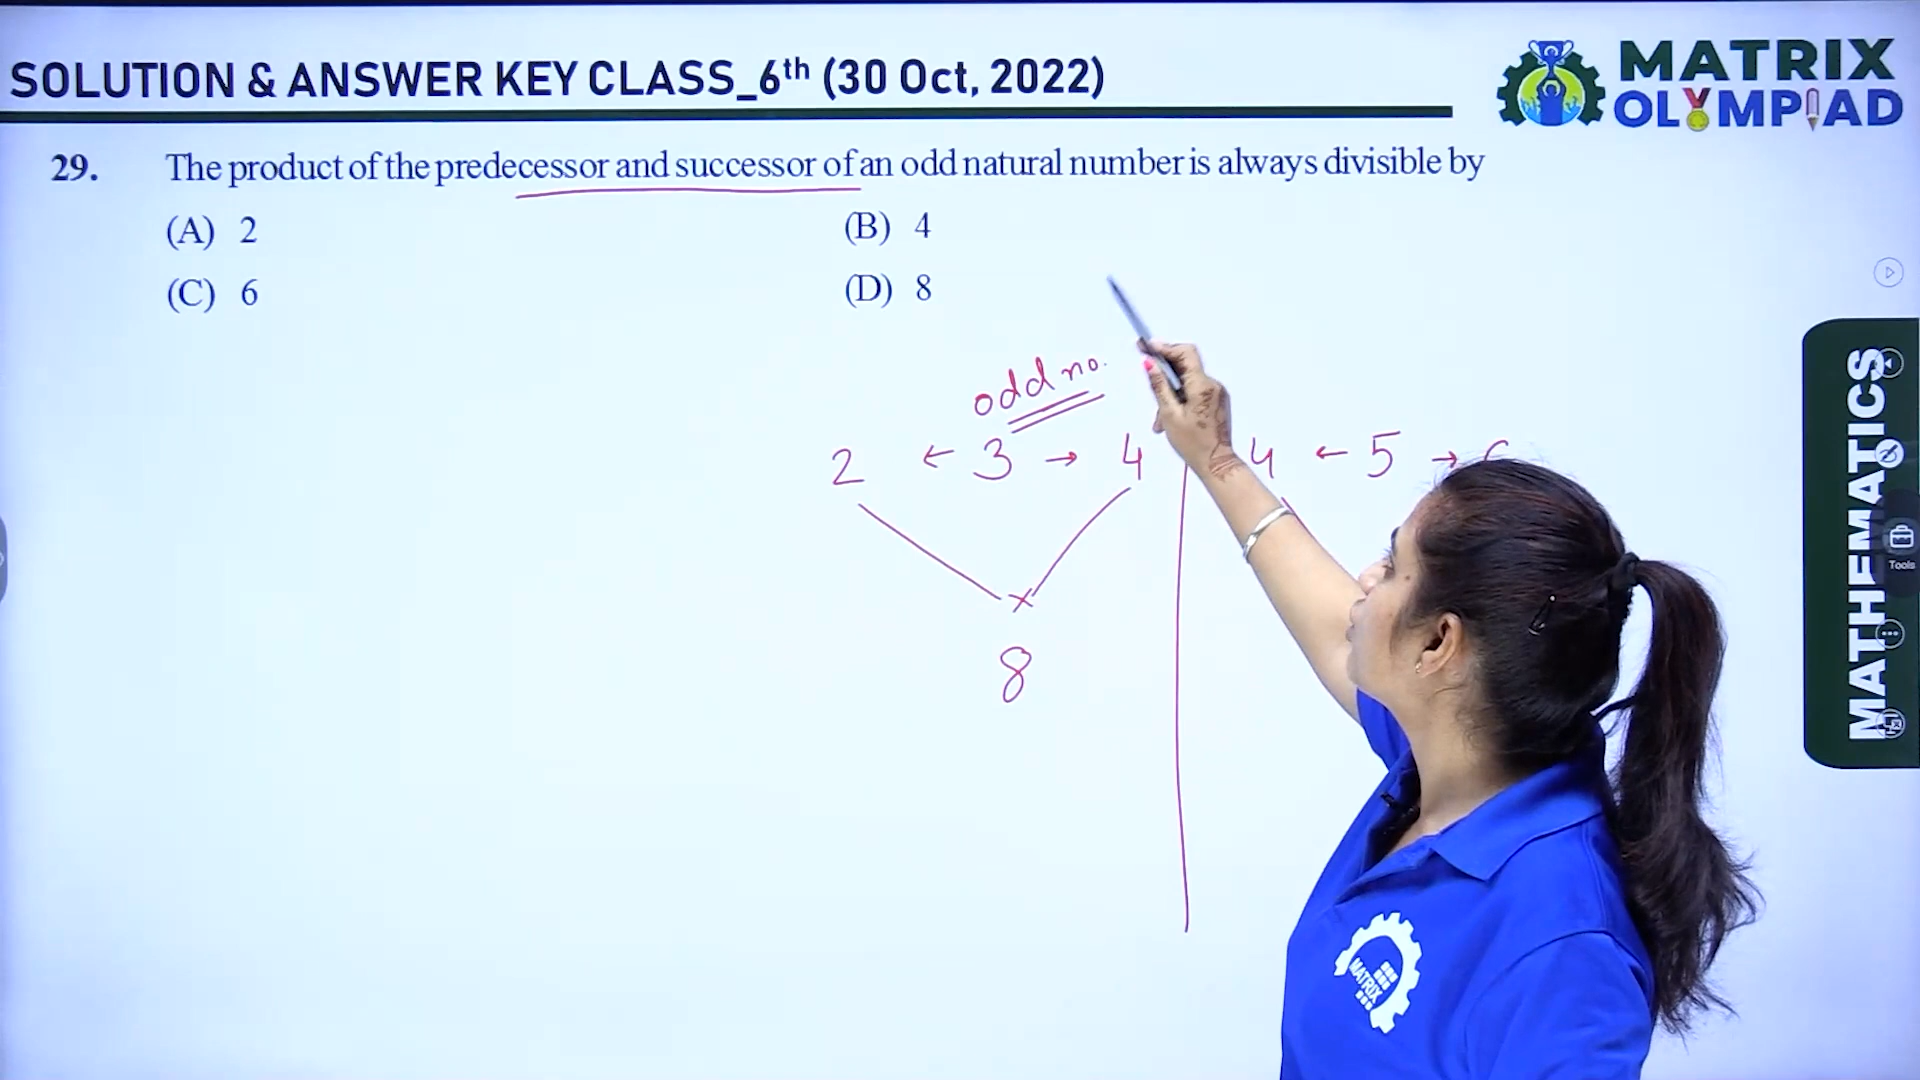 SOLUTION & ANSWER KEY CLASS_6th (30 Oct, 2022)
MATRIX
OLYMPIAD
29. The product of the predecessor and successor of an odd natural number is always divisible by
(A) 2 (B) 4
(C) 6 (D) 8
odd no.
2 ← 3 → 4 4 ← 5 →
×
8
MATHEMATICS
Tools
MATRIX